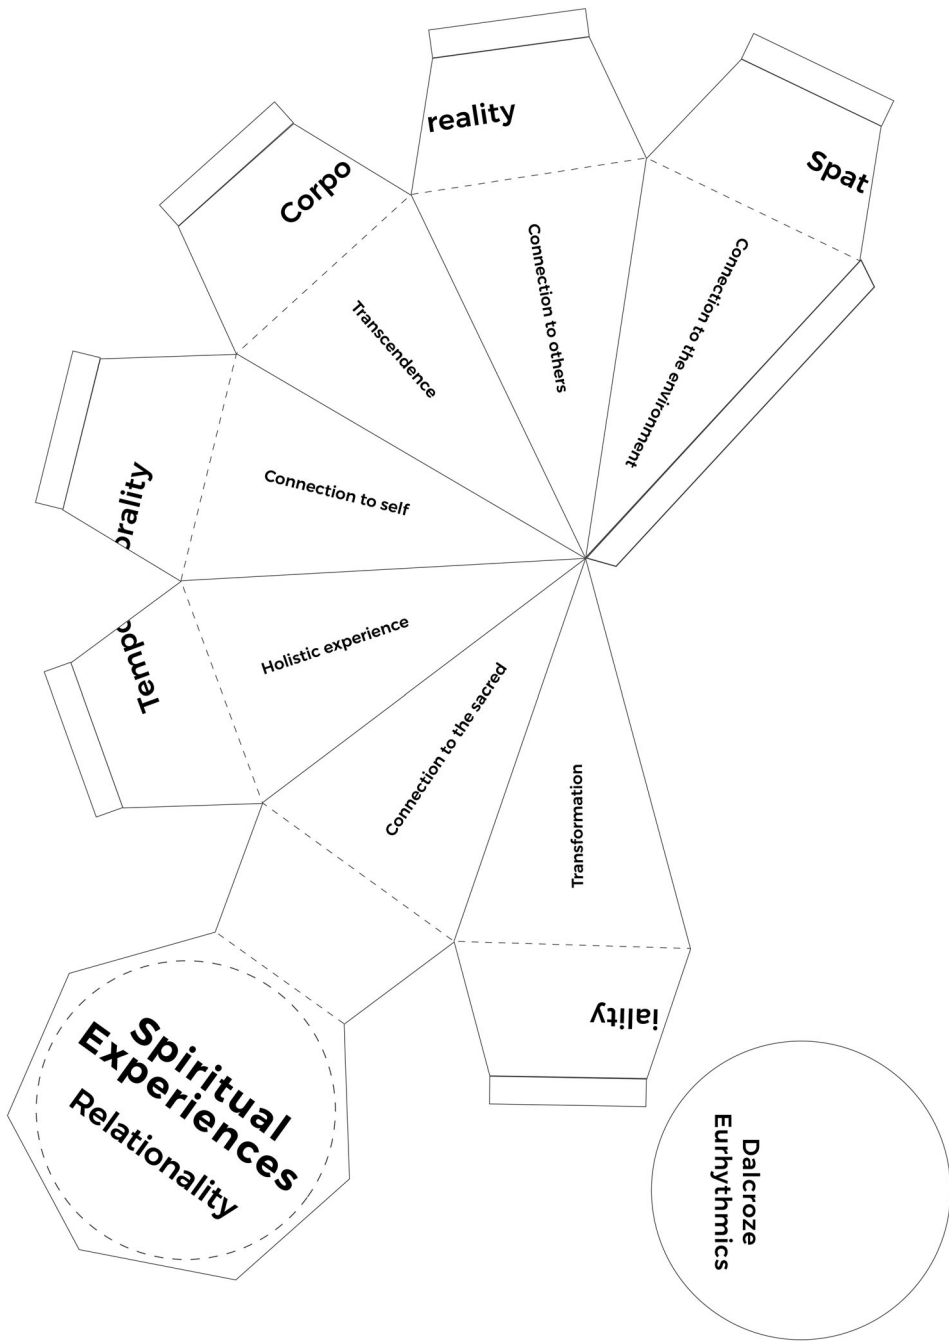 reality
Spat
Corpo
Connection to others
Connection to the environment
Transcendence
orality
Connection to self
Tempo
Holistic experience
Connection to the sacred
Transformation
iality
Spiritual
Experiences
Relationality
Dalcroze
Eurhythmics